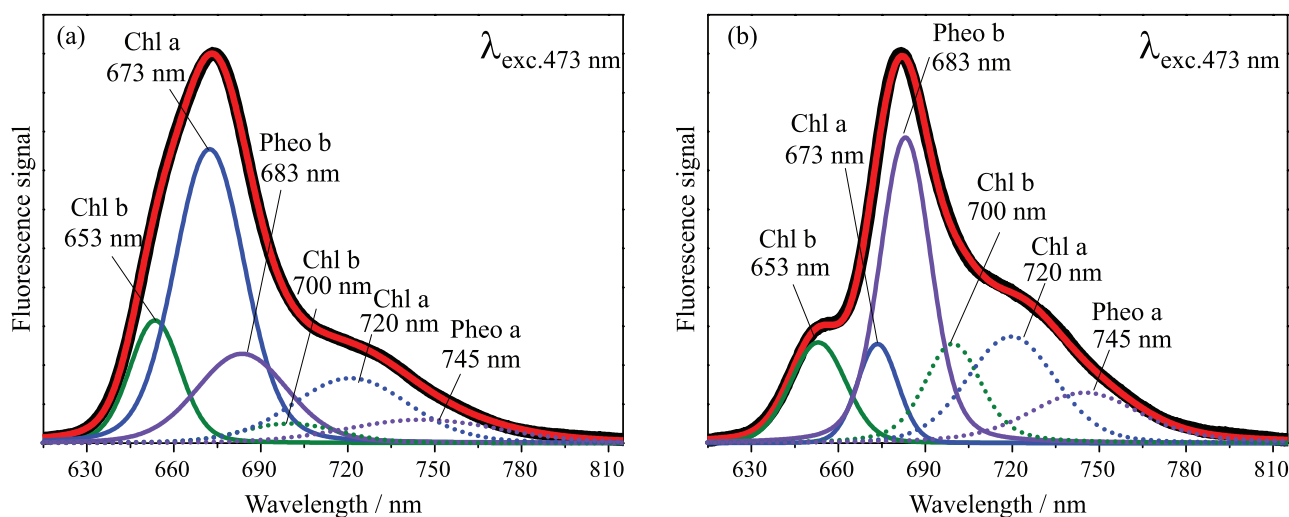 (a)
λexc.473 nm
Chl a
673 nm
Pheo b
683 nm
Chl b
653 nm
Chl b
700 nm
Chl a
720 nm
Pheo a
745 nm
Fluorescence signal
630 660 690 720 750 780 810
Wavelength / nm
(b)
λexc.473 nm
Pheo b
683 nm
Chl a
673 nm
Chl b
700 nm
Chl b
653 nm
Chl a
720 nm
Pheo a
745 nm
Fluorescence signal
630 660 690 720 750 780 810
Wavelength / nm